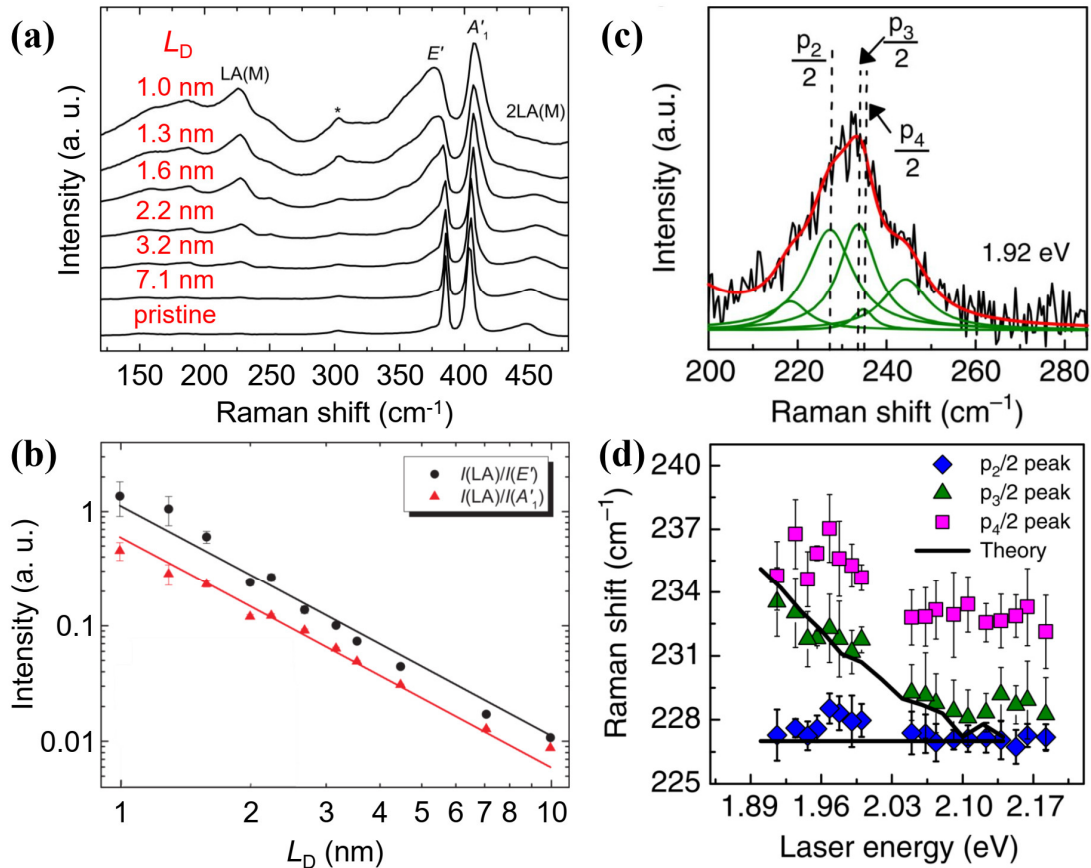 (a)
L_D
1.0 nm
1.3 nm
1.6 nm
2.2 nm
3.2 nm
7.1 nm
pristine
LA(M)
*
E′
A′₁
2LA(M)
Intensity (a. u.)
150 200 250 300 350 400 450
Raman shift (cm⁻¹)
(b)
I(LA)/I(E′)
I(LA)/I(A′₁)
1
0.1
0.01
Intensity (a. u.)
1 2 3 4 5 6 7 8 10
L_D (nm)
(c)
p₂/2
p₃/2
p₄/2
1.92 eV
Intensity (a.u.)
200 220 240 260 280
Raman shift (cm⁻¹)
(d)
p₂/2 peak
p₃/2 peak
p₄/2 peak
Theory
240
237
234
231
228
225
Raman shift (cm⁻¹)
1.89 1.96 2.03 2.10 2.17
Laser energy (eV)